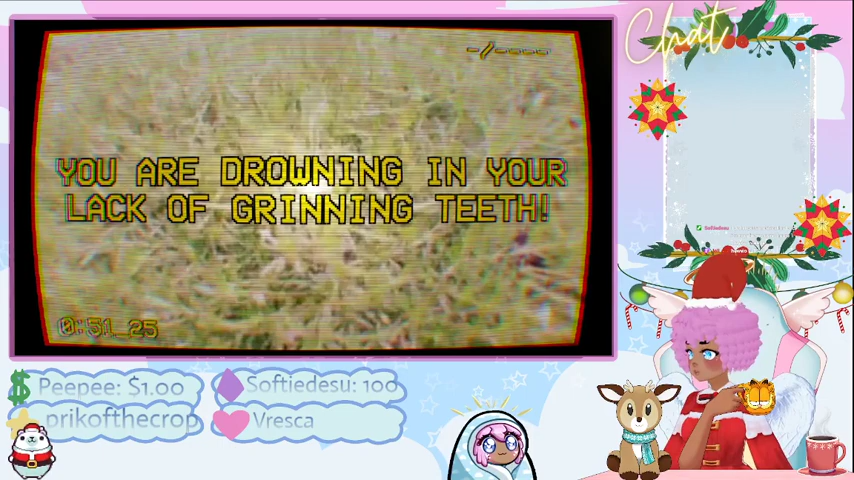 Chat
-/----
YOU ARE DROWNING IN YOUR
LACK OF GRINNING TEETH!
0:51_25
Softiedesu
Peepee: $1.00
Softiedesu: 100
prikofthecrop
Vresca